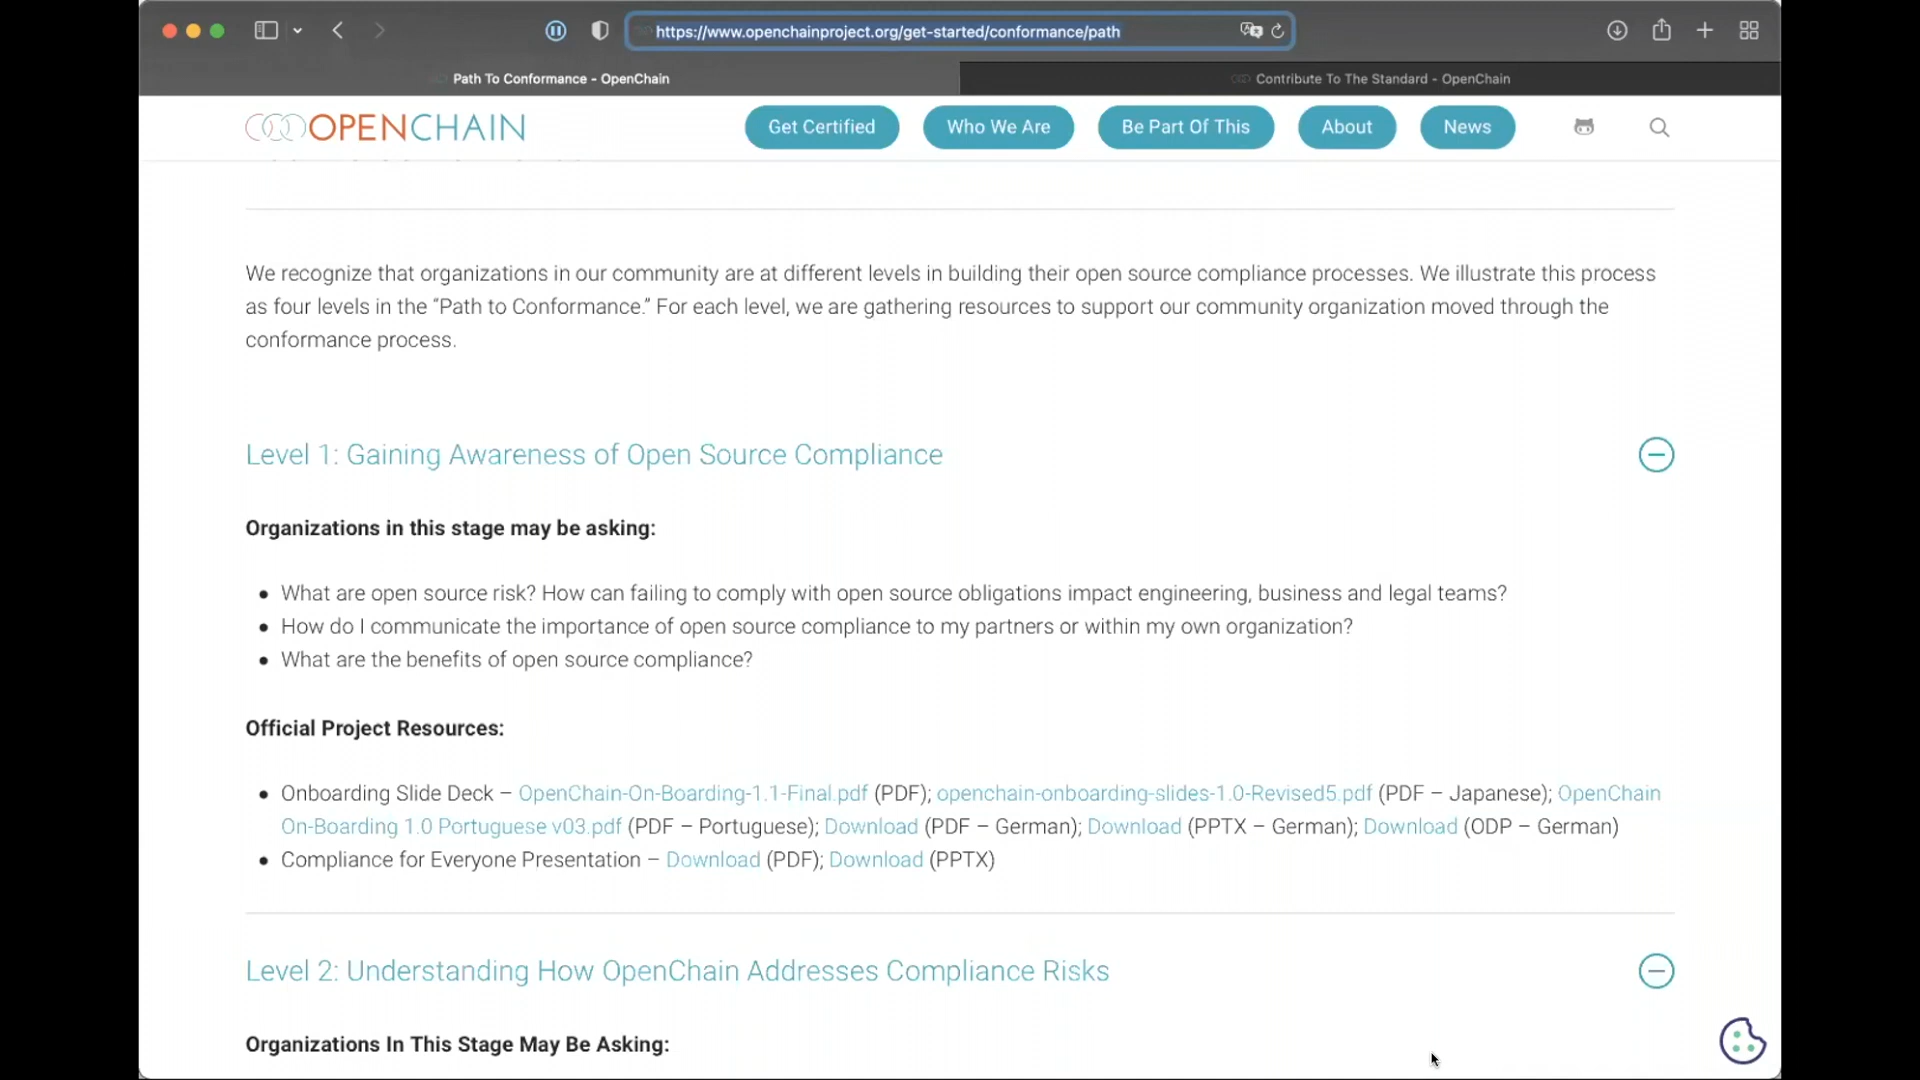 https://www.openchainproject.org/get-started/conformance/path
Path To Conformance - OpenChain
Contribute To The Standard - OpenChain
OPENCHAIN
Get Certified
Who We Are
Be Part Of This
About
News
We recognize that organizations in our community are at different levels in building their open source compliance processes. We illustrate this process
as four levels in the “Path to Conformance.” For each level, we are gathering resources to support our community organization moved through the
conformance process.
Level 1: Gaining Awareness of Open Source Compliance
Organizations in this stage may be asking:
What are open source risk? How can failing to comply with open source obligations impact engineering, business and legal teams?
How do I communicate the importance of open source compliance to my partners or within my own organization?
What are the benefits of open source compliance?
Official Project Resources:
Onboarding Slide Deck – OpenChain-On-Boarding-1.1-Final.pdf (PDF); openchain-onboarding-slides-1.0-Revised5.pdf (PDF – Japanese); OpenChain
On-Boarding 1.0 Portuguese v03.pdf (PDF – Portuguese); Download (PDF – German); Download (PPTX – German); Download (ODP – German)
Compliance for Everyone Presentation – Download (PDF); Download (PPTX)
Level 2: Understanding How OpenChain Addresses Compliance Risks
Organizations In This Stage May Be Asking: